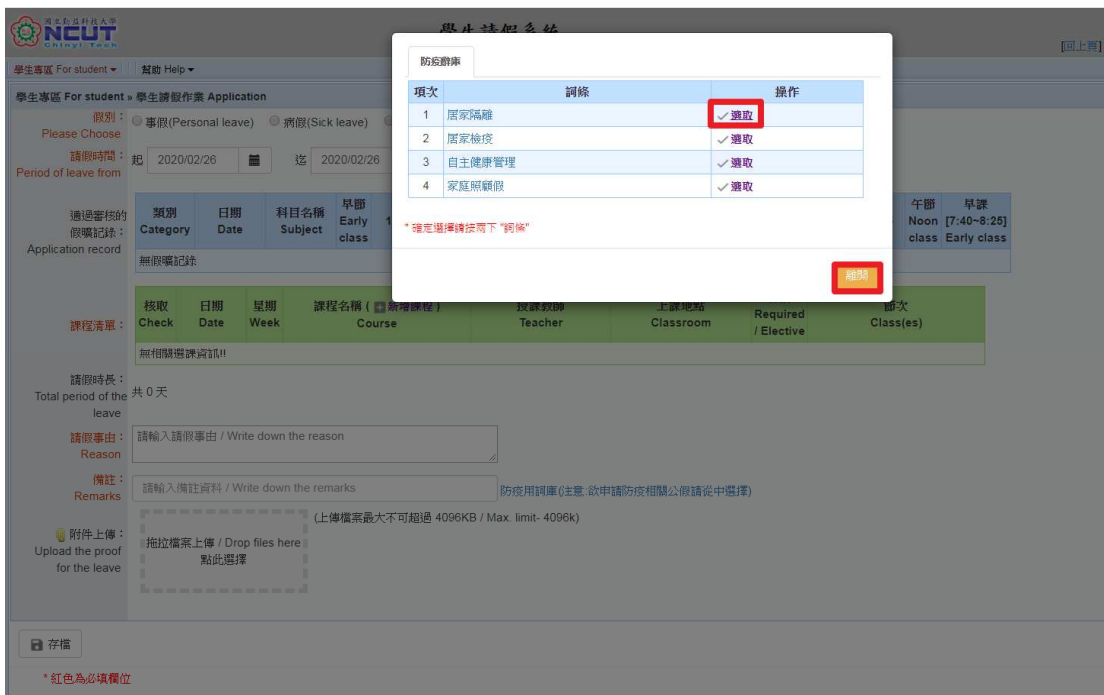 國立勤益科技大學
NCUT
Chinyi Tech
學生請假系統
[回上頁]
學生專區 For student
幫助 Help
學生專區 For student » 學生請假作業 Application
假別：
Please Choose
事假(Personal leave) 病假(Sick leave)
請假時間：
Period of leave from
起 2020/02/26 迄 2020/02/26
通過審核的
假曠記錄：
Application record
類別 Category
日期 Date
科目名稱 Subject
早節 Early class
1
午節 Noon class
早課 [7:40~8:25] Early class
無假曠記錄
課程清單：
核取 Check
日期 Date
星期 Week
課程名稱 ( 新增課程 ) Course
授課教師 Teacher
上課地點 Classroom
Required / Elective
節次 Class(es)
無相關選課資訊!!
請假時長：
Total period of the leave
共 0 天
請假事由：
Reason
請輸入請假事由 / Write down the reason
備註：
Remarks
請輸入備註資料 / Write down the remarks
防疫用詞庫(注意:欲申請防疫相關公假請從中選擇)
附件上傳：
Upload the proof for the leave
(上傳檔案最大不可超過 4096KB / Max. limit- 4096k)
拖拉檔案上傳 / Drop files here
點此選擇
存檔
* 紅色為必填欄位
防疫辭庫
項次 詞條 操作
1 居家隔離 選取
2 居家檢疫 選取
3 自主健康管理 選取
4 家庭照顧假 選取
* 確定選擇請按兩下 "詞條"
離開